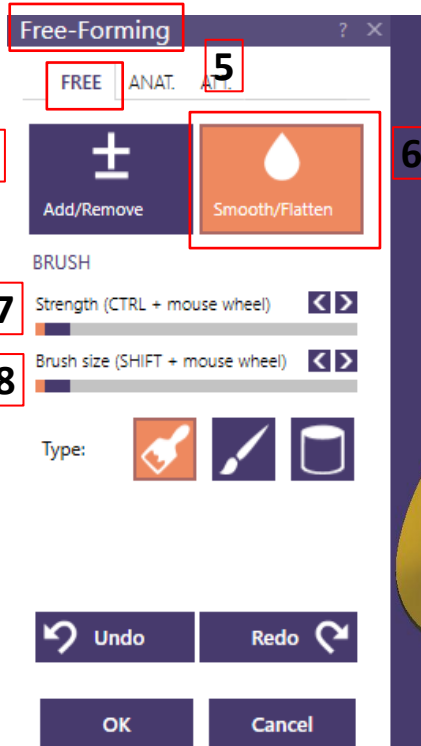 Free-Forming ? ×
5
FREE ANAT.
6
Add/Remove Smooth/Flatten
BRUSH
7 Strength (CTRL + mouse wheel)
8 Brush size (SHIFT + mouse wheel)
Type:
Undo Redo
OK Cancel